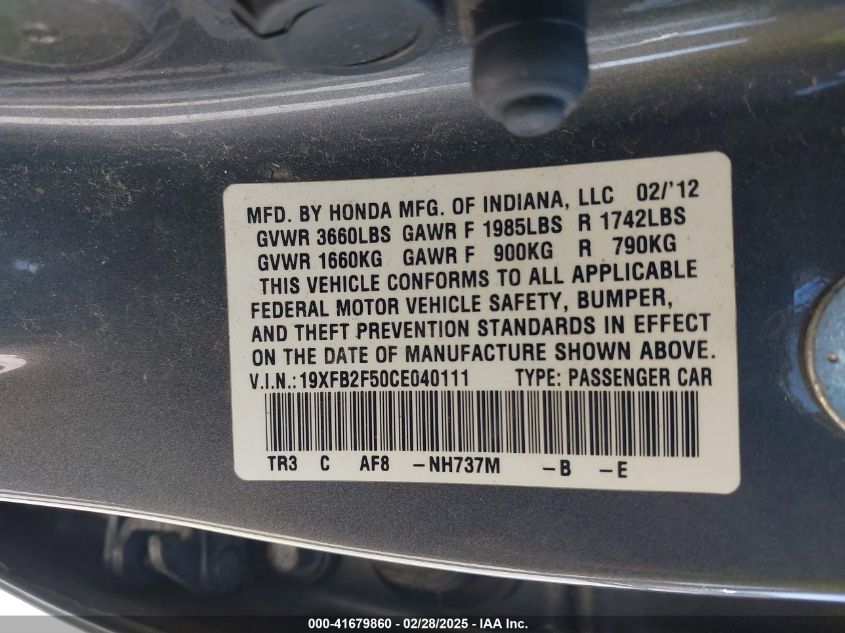 MFD. BY HONDA MFG. OF INDIANA, LLC 02/'12
GVWR 3660LBS GAWR F 1985LBS R 1742LBS
GVWR 1660KG GAWR F 900KG R 790KG
THIS VEHICLE CONFORMS TO ALL APPLICABLE
FEDERAL MOTOR VEHICLE SAFETY, BUMPER,
AND THEFT PREVENTION STANDARDS IN EFFECT
ON THE DATE OF MANUFACTURE SHOWN ABOVE.
V.I.N.: 19XFB2F50CE040111 TYPE: PASSENGER CAR
TR3 C AF8 -NH737M -B -E
000-41679860 - 02/28/2025 - IAA Inc.